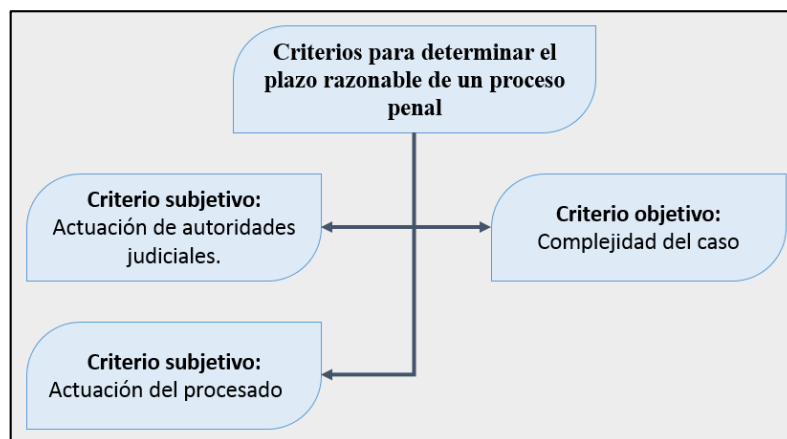 Criterios para determinar el
plazo razonable de un proceso
penal
Criterio subjetivo:
Actuación de autoridades
judiciales.
Criterio objetivo:
Complejidad del caso
Criterio subjetivo:
Actuación del procesado